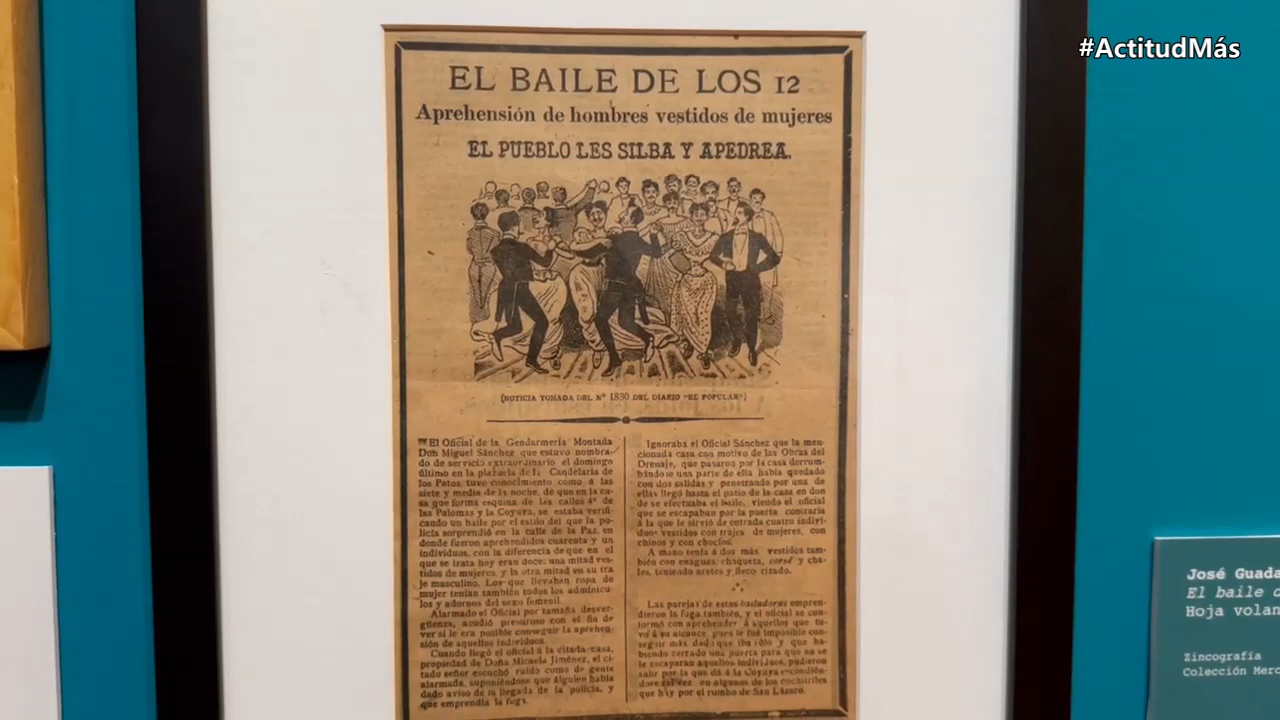 #ActitudMás
EL BAILE DE LOS 12
Aprehensión de hombres vestidos de mujeres
EL PUEBLO LES SILBA Y APEDREA.
(NOTICIA TOMADA DEL Nº 1830 DEL DIARIO "EL POPULAR")
El Oficial de la Gendarmería Montada
Don Miguel Sánchez que estuvo nombra-
do de servicio extraordinario el domingo
último en la plazuela de la Candelaria de
los Patos, tuvo conocimiento como á las
siete y media de la noche, de que en la ca-
sa que forma esquina de las calles 4ª de
las Palomas y la Coyuya, se estaba verifi-
cando un baile por el estilo del que la po-
licía sorprendió en la calle de la Paz, en
donde fueron aprehendidos cuarenta y un
individuos, con la diferencia de que en el
que se trata hoy eran doce: una mitad ves-
tidos de mujeres, y la otra mitad en su tra
je masculino. Los que llevaban ropa de
mujer tenían también todos los adminícu-
los y adornos del sexo femenil.
Alarmado el Oficial por tamaña desver-
güenza, acudió presuroso con el fin de
ver si le era posible conseguir la aprehen-
sión de aquellos individuos.
Cuando llegó el oficial á la citada casa,
propiedad de Doña Micaela Jiménez, el ci-
tado señor escuchó ruido como de gente
alarmada, suponiéndose que alguien había
dado aviso de la llegada de la policía, y
que emprendía la fuga.
Ignoraba el Oficial Sánchez que la men-
cionada casa con motivo de las Obras del
Drenaje, que pasaron por la casa derrum-
bándose una parte de ella había quedado
con dos salidas y penetrando por una de
ellas llegó hasta el patio de la casa en don
de se efectuaba el baile, viendo el oficial
que se escapaban por la puerta contraria
á la que le sirvió de entrada cuatro indivi-
duos vestidos con trajes de mujeres, con
chinos y con choclos.
A mano tenía á dos más, vestidos tam-
bién con enaguas, chaqueta, corsé y cha-
les, teniendo aretes y fleco rizado.
Las parejas de estas bailadoras empren-
dieron la fuga también, y el oficial se con-
formó con aprehender á aquellos que tu-
vo á su alcance, pues le fué imposible con-
seguir más dado que iba sólo y que ha-
biendo cerrado una puerta para que no se
le escaparan aquellos individuos, pudieron
salir por la que dá á la Coyuya escondién-
dose tal vez en algunos de los cuchitriles
que hay por el rumbo de San Lázaro.
José Guada
El baile d
Hoja volan
Zincografía
Colección Merc